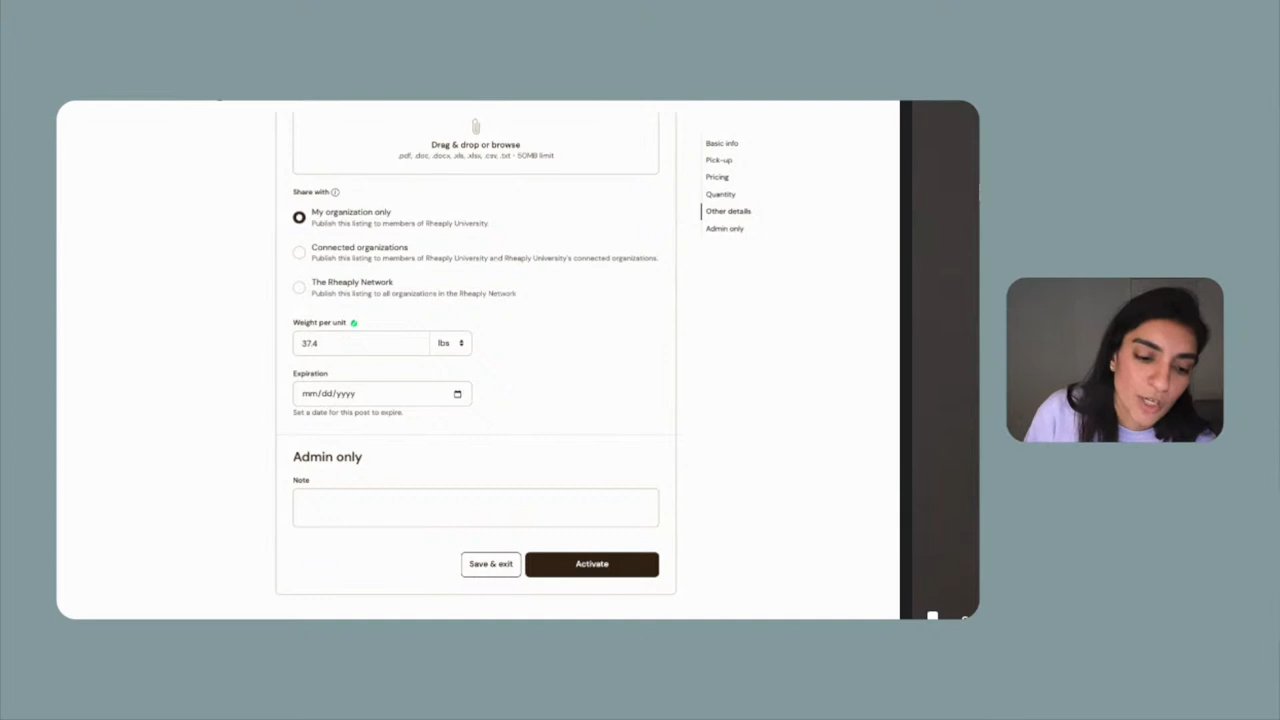 Drag & drop or browse
.pdf, .doc, .docx, .xls, .xlsx, .csv, .txt - 50MB limit
Share with
My organization only
Publish this listing to members of Rheaply University.
Connected organizations
Publish this listing to members of Rheaply University and Rheaply University's connected organizations.
The Rheaply Network
Publish this listing to all organizations in the Rheaply Network
Weight per unit
37.4 lbs
Expiration
mm/dd/yyyy
Set a date for this post to expire.
Admin only
Note
Save & exit Activate
Basic info
Pick-up
Pricing
Quantity
Other details
Admin only